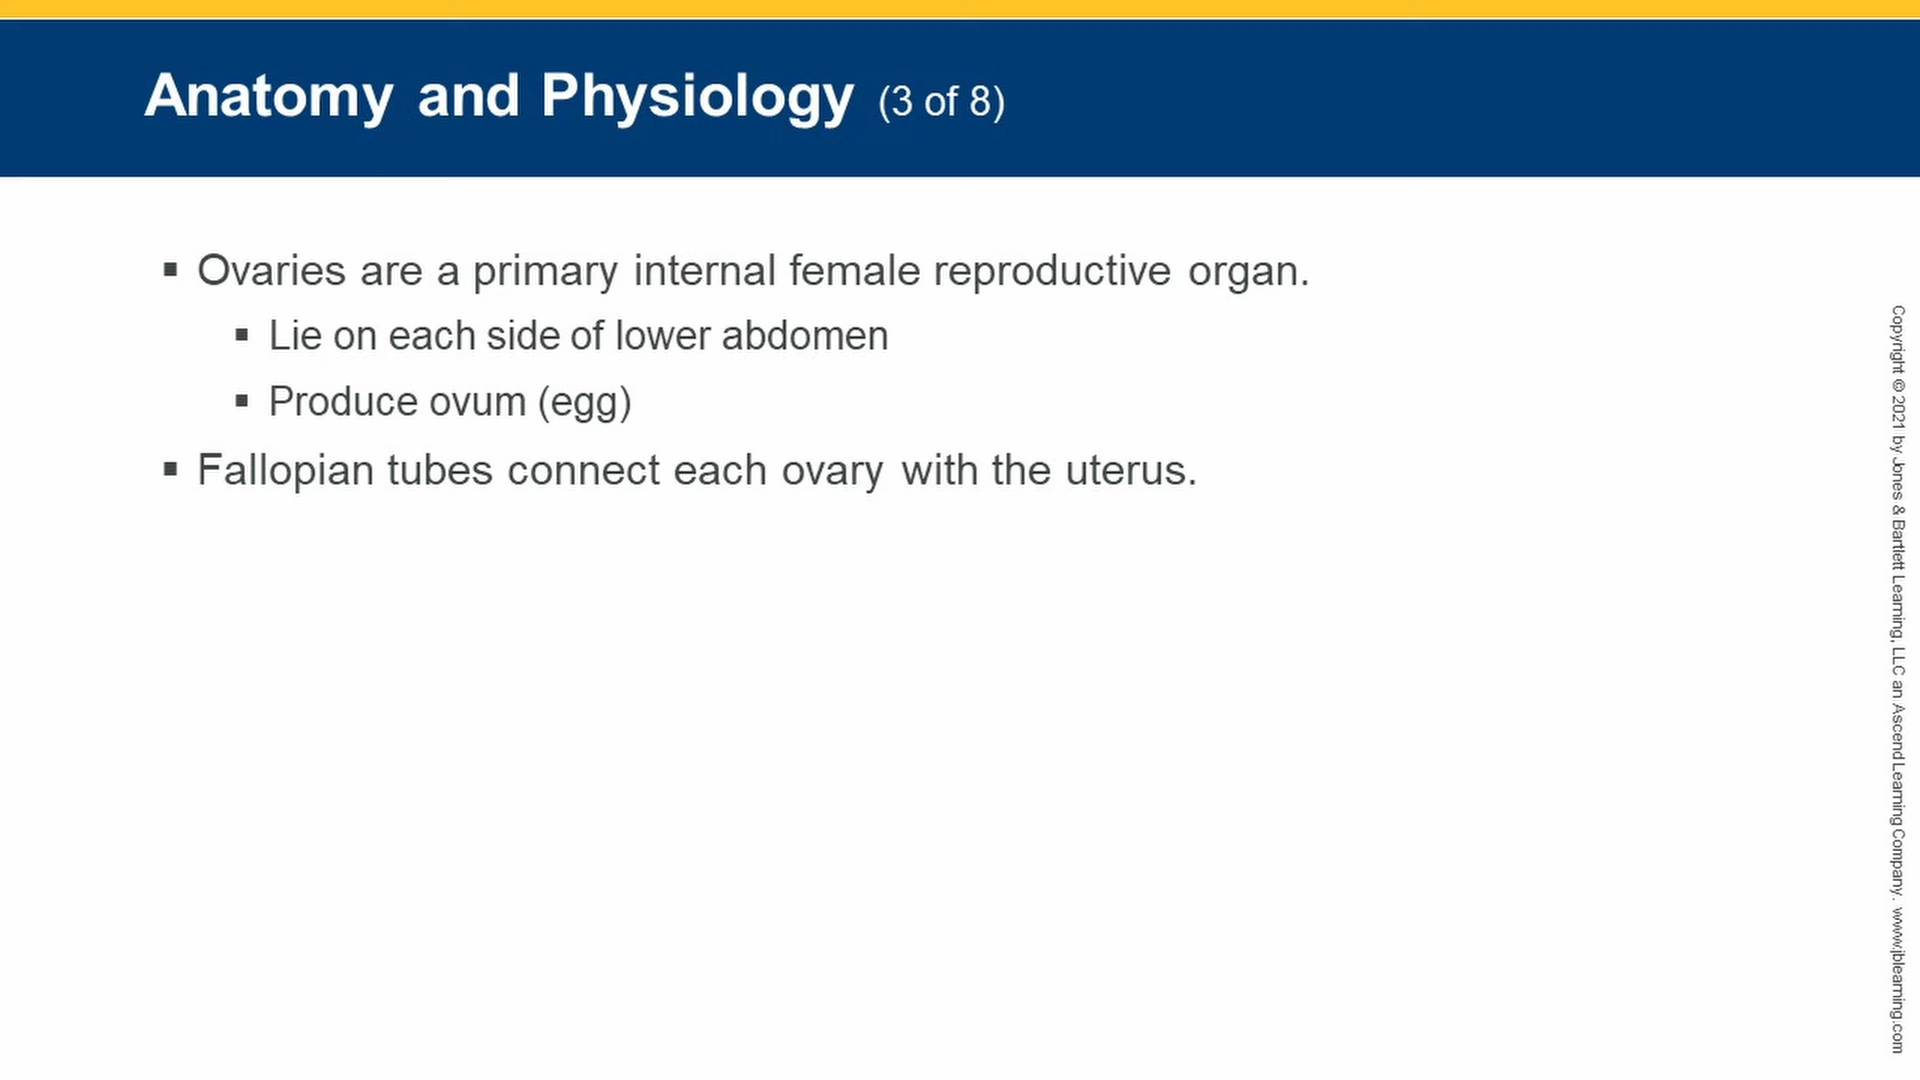 Anatomy and Physiology (3 of 8)
▪ Ovaries are a primary internal female reproductive organ.
▪ Lie on each side of lower abdomen
▪ Produce ovum (egg)
▪ Fallopian tubes connect each ovary with the uterus.
Copyright © 2021 by Jones & Bartlett Learning, LLC an Ascend Learning Company. www.jblearning.com